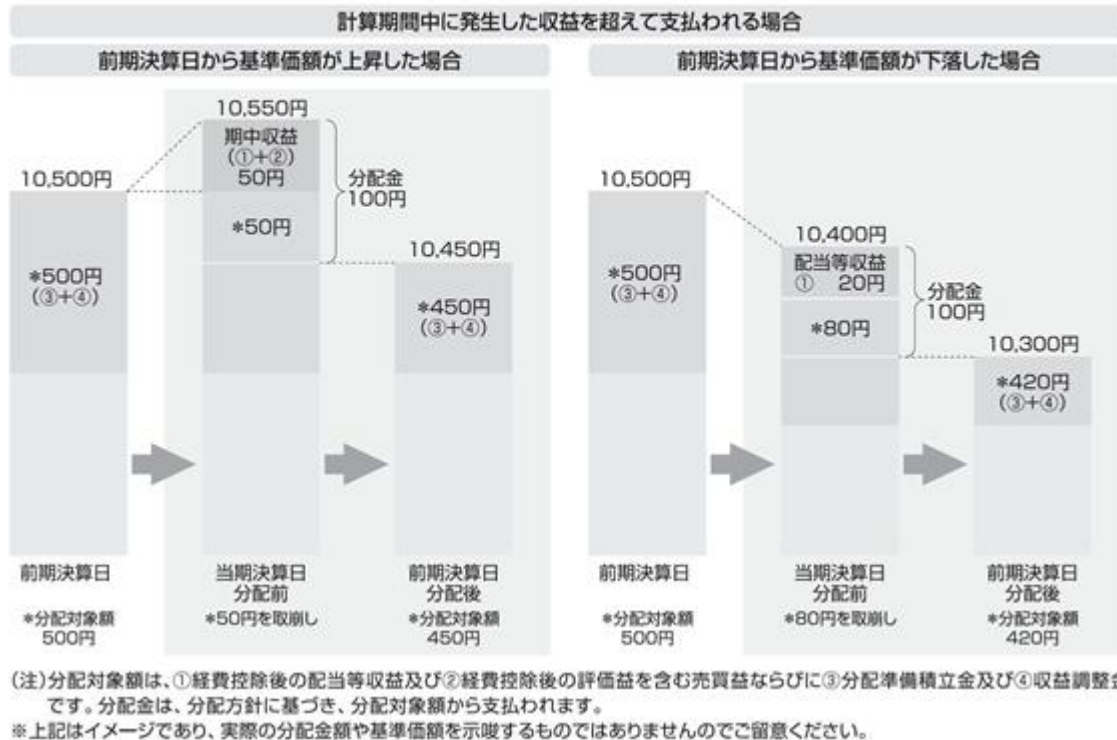 計算期間中に発生した収益を超えて支払われる場合
前期決算日から基準価額が上昇した場合
10,550円
期中収益
(①+②)
50円
*50円
分配金
100円
10,500円
*500円
(③+④)
10,450円
*450円
(③+④)
前期決算日
*分配対象額
500円
当期決算日
分配前
*50円を取崩し
前期決算日
分配後
*分配対象額
450円
前期決算日から基準価額が下落した場合
10,500円
*500円
(③+④)
10,400円
配当等収益
① 20円
*80円
分配金
100円
10,300円
*420円
(③+④)
前期決算日
*分配対象額
500円
当期決算日
分配前
*80円を取崩し
前期決算日
分配後
*分配対象額
420円
(注)分配対象額は、①経費控除後の配当等収益及び②経費控除後の評価益を含む売買益ならびに③分配準備積立金及び④収益調整金
です。分配金は、分配方針に基づき、分配対象額から支払われます。
※上記はイメージであり、実際の分配金額や基準価額を示唆するものではありませんのでご留意ください。